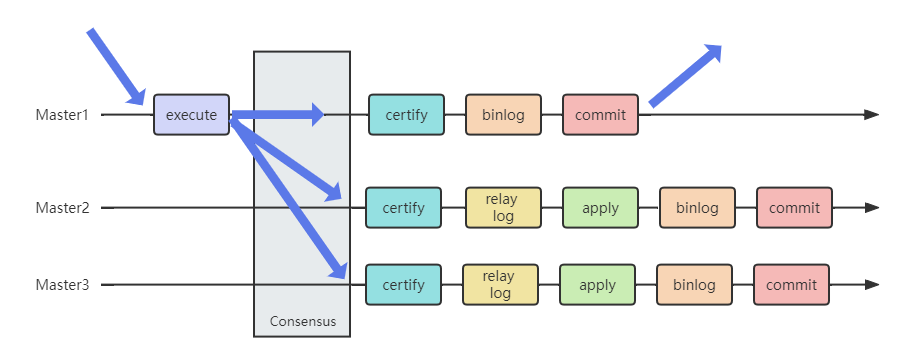 Master1 execute certify binlog commit
Master2 certify relay log apply binlog commit
Master3 certify relay log apply binlog commit
Consensus